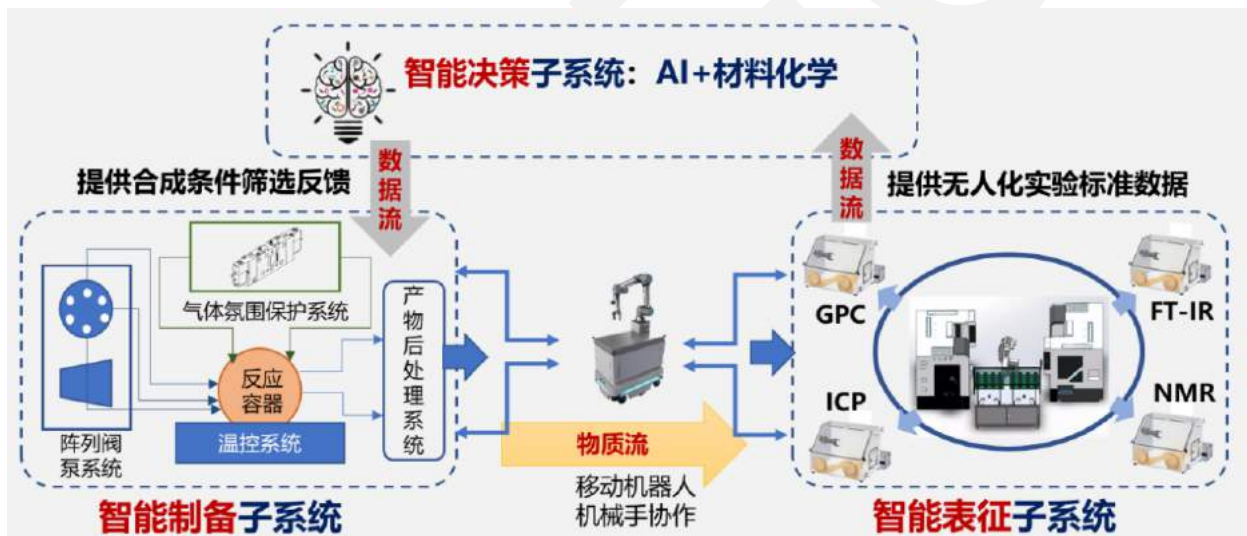 智能决策子系统：AI+材料化学
数据流
数据流
提供合成条件筛选反馈
提供无人化实验标准数据
气体氛围保护系统
产物后处理系统
反应
容器
温控系统
阵列阀
泵系统
智能制备子系统
物质流
移动机器人
机械手协作
GPC
FT-IR
ICP
NMR
智能表征子系统